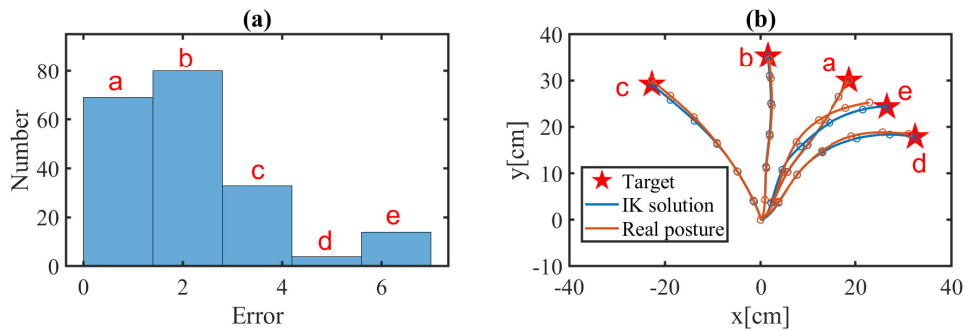 (a)
80
60
40
20
0
Number
a
b
c
d
e
0
2
4
6
Error
(b)
40
30
20
10
0
-10
y[cm]
c
b
a
e
d
Target
IK solution
Real posture
-40
-20
0
20
40
x[cm]